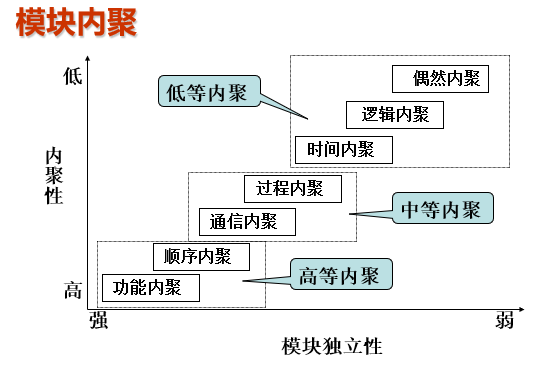 模块内聚
低
偶然内聚
低等内聚
逻辑内聚
时间内聚
内聚性
过程内聚
中等内聚
通信内聚
顺序内聚
高等内聚
功能内聚
高
强
弱
模块独立性